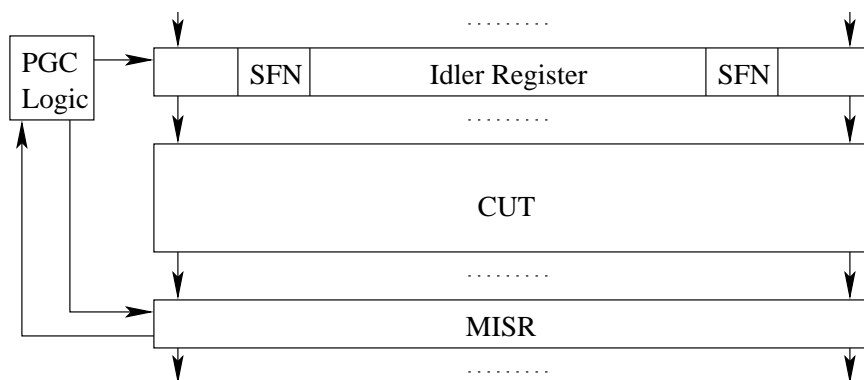 PGC
Logic
SFN Idler Register SFN
CUT
MISR